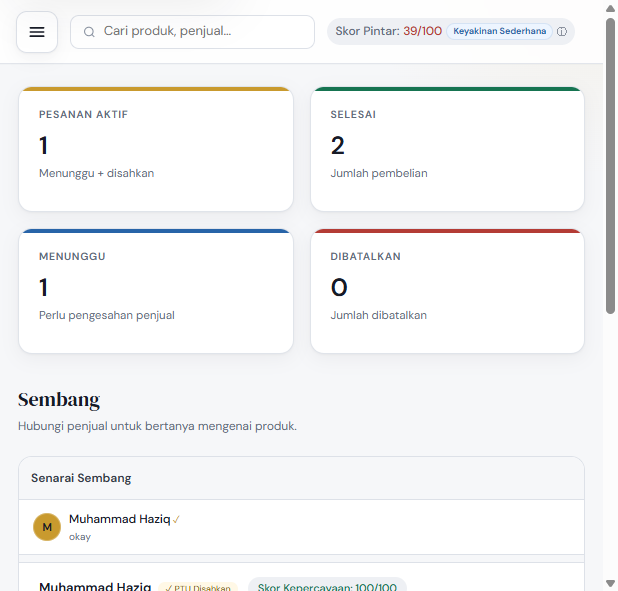 Cari produk, penjual...
Skor Pintar: 39/100 Keyakinan Sederhana
PESANAN AKTIF
1
Menunggu + disahkan
SELESAI
2
Jumlah pembelian
MENUNGGU
1
Perlu pengesahan penjual
DIBATALKAN
0
Jumlah dibatalkan
Sembang
Hubungi penjual untuk bertanya mengenai produk.
Senarai Sembang
M
Muhammad Haziq ✓
okay
Muhammad Haziq ✓ PTU Disahkan Skor Kepercayaan: 100/100